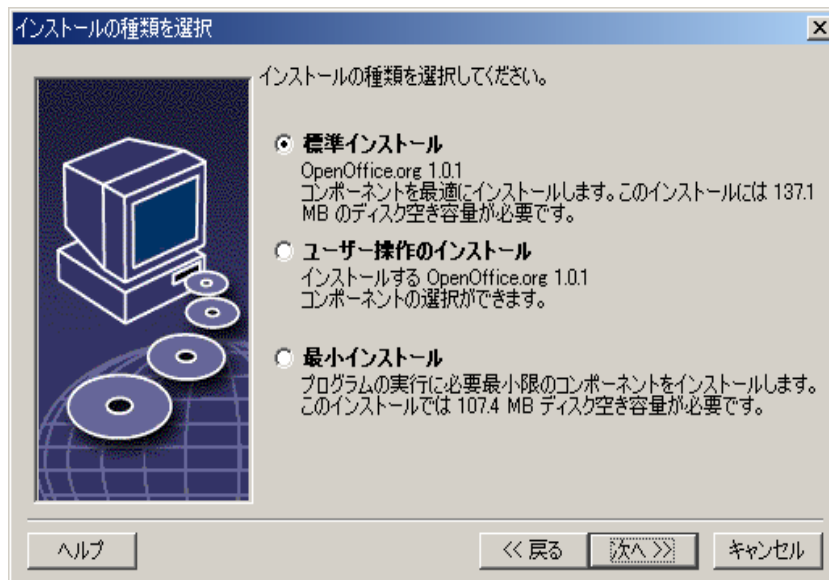 インストールの種類を選択
インストールの種類を選択してください。
標準インストール
OpenOffice.org 1.0.1
コンポーネントを最適にインストールします。このインストールには 137.1
MB のディスク空き容量が必要です。
ユーザー操作のインストール
インストールする OpenOffice.org 1.0.1
コンポーネントの選択ができます。
最小インストール
プログラムの実行に必要最小限のコンポーネントをインストールします。
このインストールでは 107.4 MB ディスク空き容量が必要です。
ヘルプ
<< 戻る
次へ >>
キャンセル